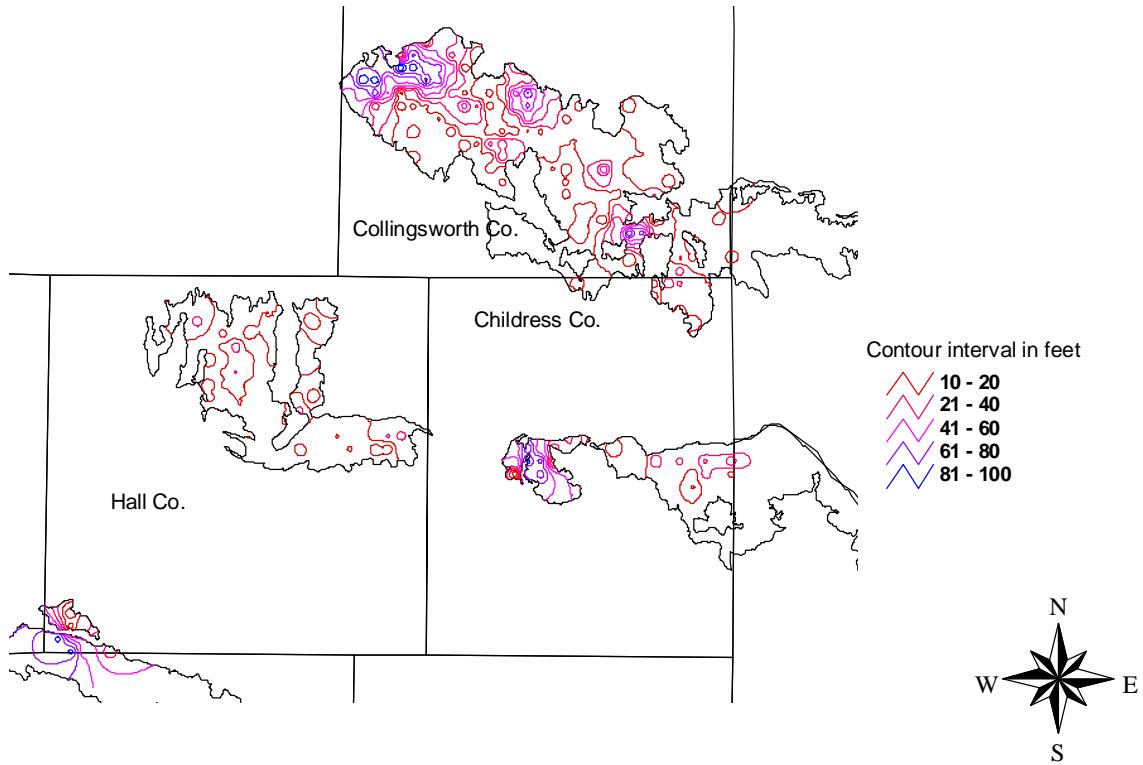 Collingsworth Co.
Childress Co.
Hall Co.
Contour interval in feet
10 - 20
21 - 40
41 - 60
61 - 80
81 - 100
N
W E
S